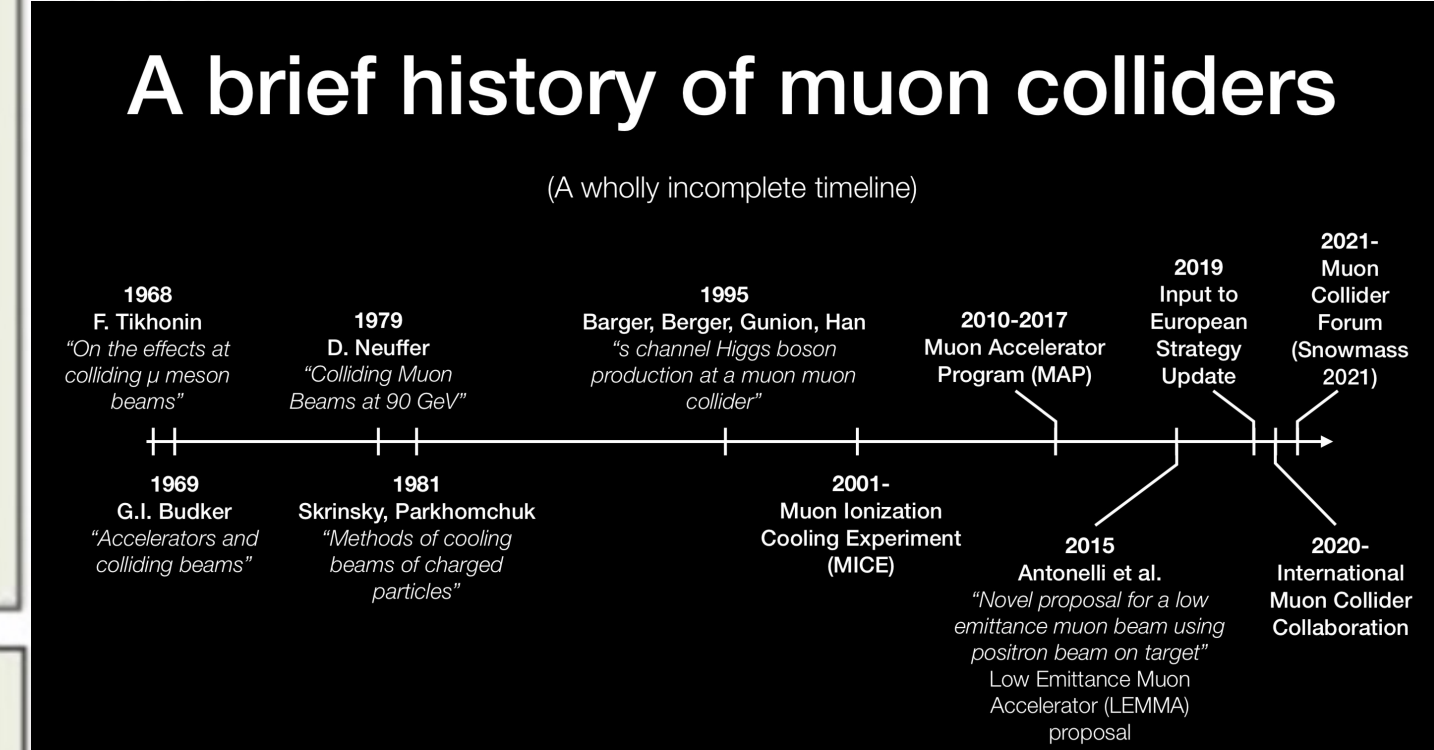 A brief history of muon colliders
(A wholly incomplete timeline)
1968
F. Tikhonin
“On the effects at
colliding μ meson
beams”
1969
G.I. Budker
“Accelerators and
colliding beams”
1979
D. Neuffer
“Colliding Muon
Beams at 90 GeV”
1981
Skrinsky, Parkhomchuk
“Methods of cooling
beams of charged
particles”
1995
Barger, Berger, Gunion, Han
“s channel Higgs boson
production at a muon muon
collider”
2001-
Muon Ionization
Cooling Experiment
(MICE)
2010-2017
Muon Accelerator
Program (MAP)
2015
Antonelli et al.
“Novel proposal for a low
emittance muon beam using
positron beam on target”
Low Emittance Muon
Accelerator (LEMMA)
proposal
2019
Input to
European
Strategy
Update
2020-
International
Muon Collider
Collaboration
2021-
Muon
Collider
Forum
(Snowmass
2021)